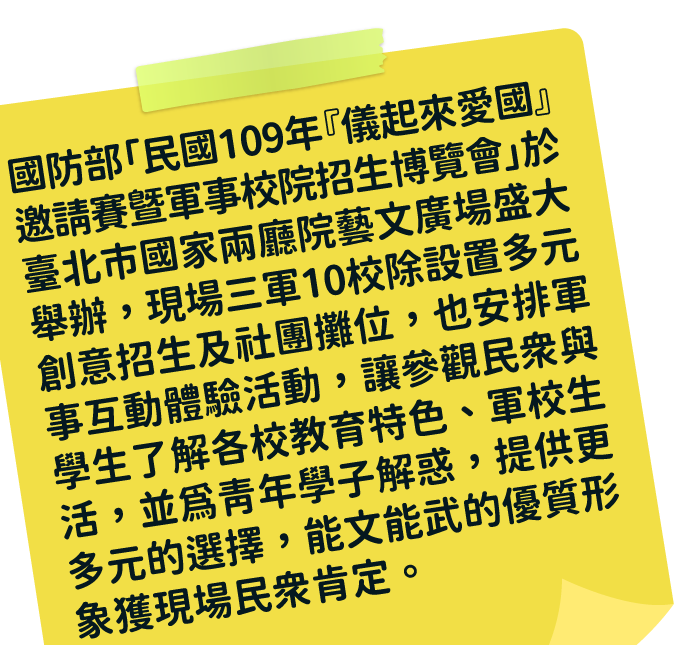 國防部「民國109年『儀起來愛國』
邀請賽暨軍事校院招生博覽會」於
臺北市國家兩廳院藝文廣場盛大
舉辦，現場三軍10校除設置多元
創意招生及社團攤位，也安排軍
事互動體驗活動，讓參觀民衆與
學生了解各校教育特色、軍校生
活，並爲靑年學子解惑，提供更
多元的選擇，能文能武的優質形
象獲現場民衆肯定。